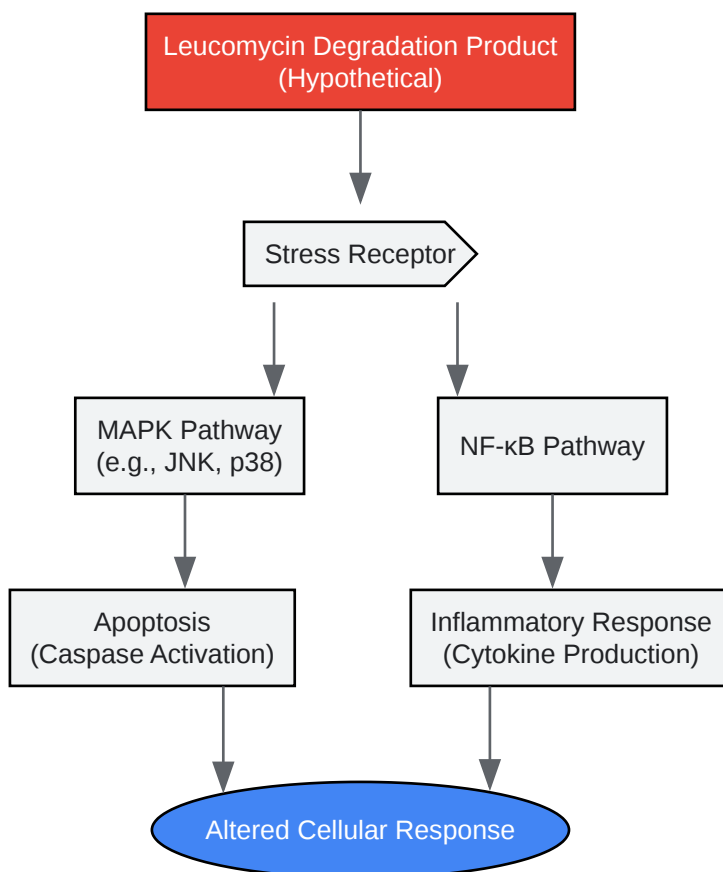 Leucomycin Degradation Product
(Hypothetical)
Stress Receptor
MAPK Pathway
(e.g., JNK, p38)
NF-κB Pathway
Apoptosis
(Caspase Activation)
Inflammatory Response
(Cytokine Production)
Altered Cellular Response